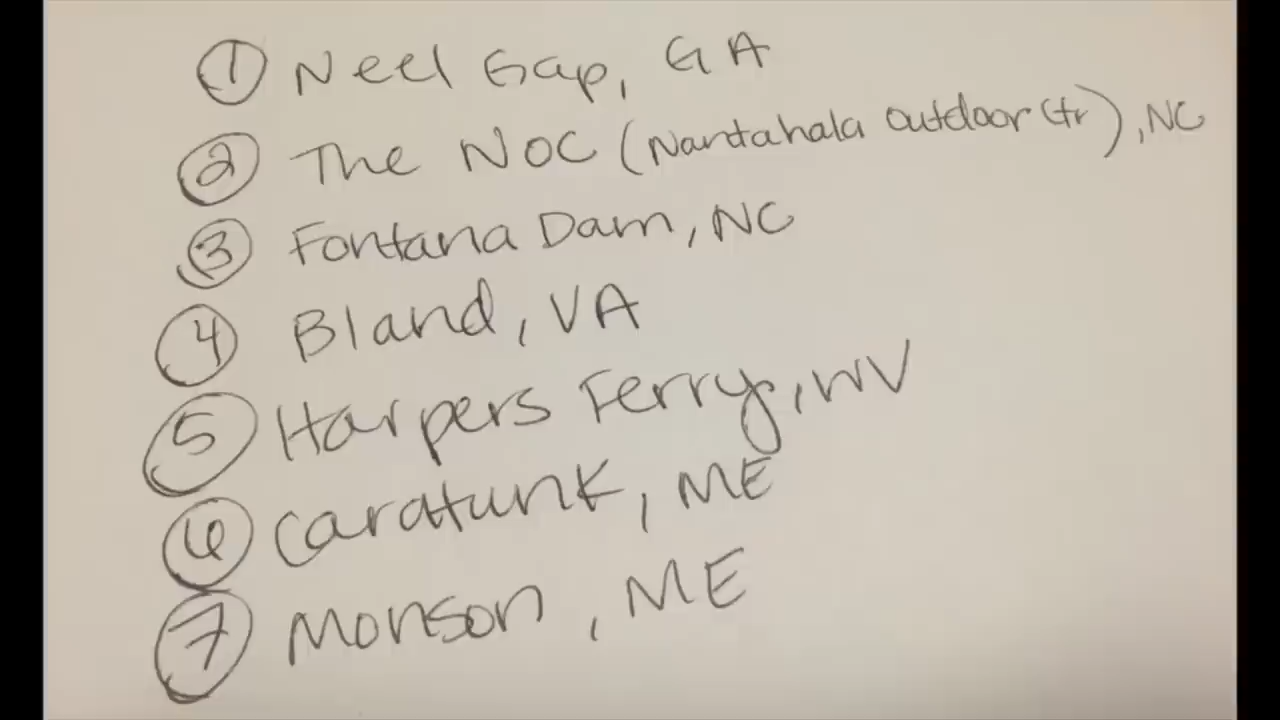 1 Neel Gap, GA
2 The NOC (Nantahala outdoor Ctr), NC
3 Fontana Dam, NC
4 Bland, VA
5 Harpers Ferry, WV
6 Caratunk, ME
7 Monson, ME